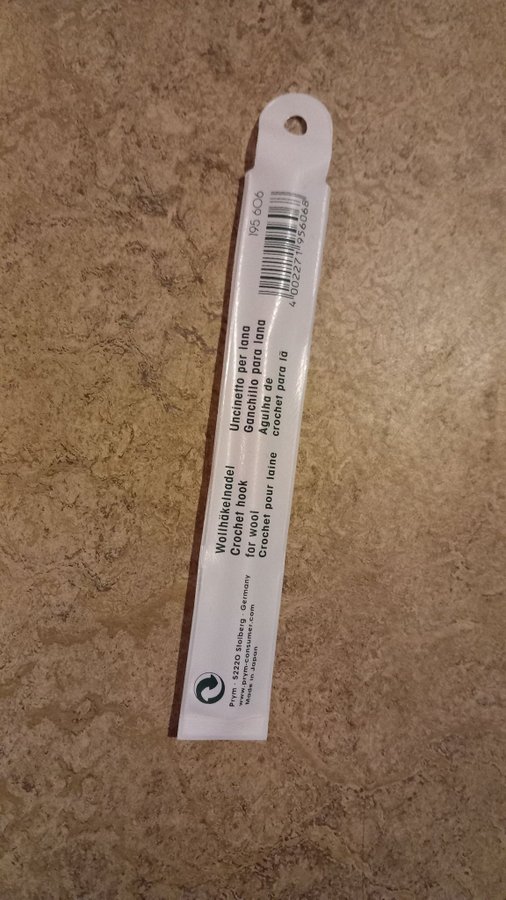 195 606
4 002271 956068
Wollhäkelnadel
Crochet hook
for wool
Crochet pour laine
Uncinetto per lana
Ganchillo para lana
Agulha de
crochet para lã
Prym · 52220 Stolberg · Germany
www.prym-consumer.com
Made in Japan